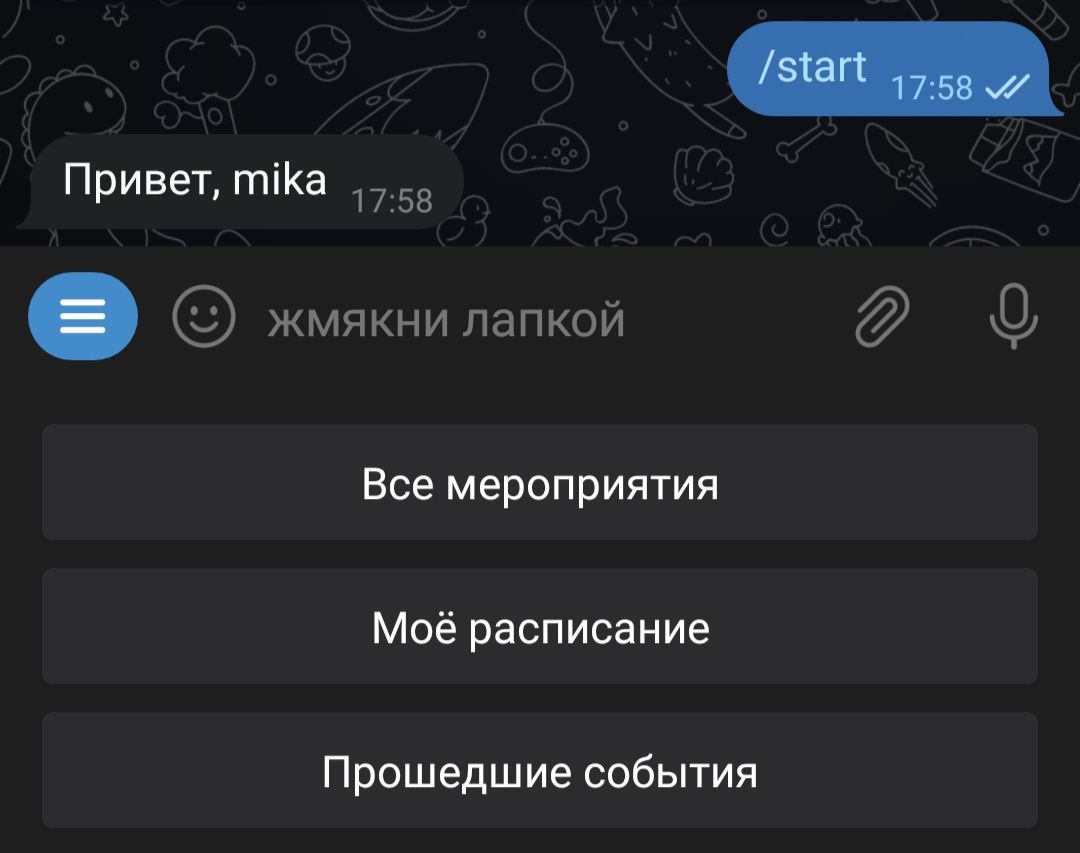 /start 17:58
Привет, mika 17:58
жмякни лапкой
Все мероприятия
Моё расписание
Прошедшие события